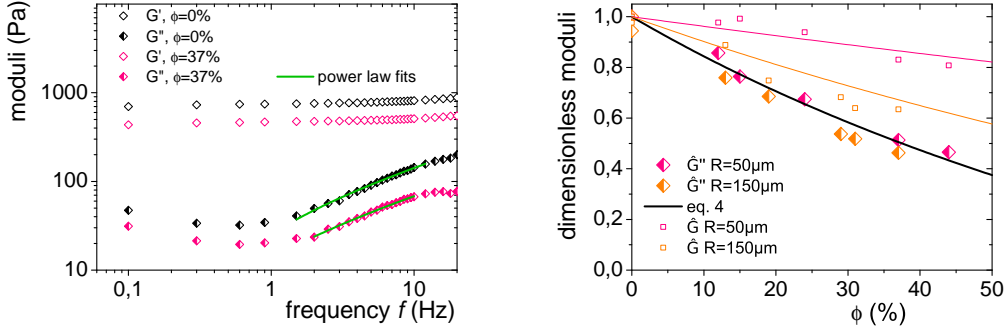 moduli (Pa)
G', ϕ=0%
G'', ϕ=0%
G', ϕ=37%
G'', ϕ=37%
power law fits
1000
100
10
0,1
1
10
frequency f (Hz)
dimensionless moduli
1,0
0,8
0,6
0,4
0,2
0,0
Ĝ'' R=50µm
Ĝ'' R=150µm
eq. 4
Ĝ R=50µm
Ĝ R=150µm
0
10
20
30
40
50
ϕ (%)